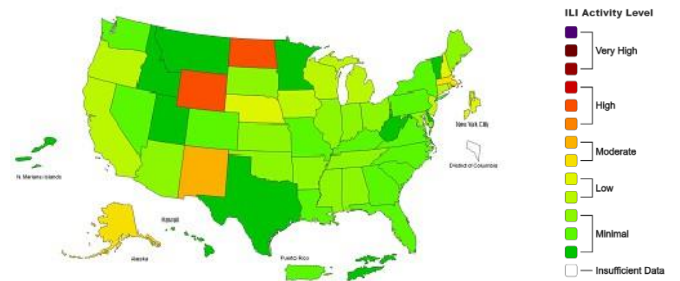 ILI Activity Level
Very High
High
Moderate
Low
Minimal
Insufficient Data
New York City
District of Columbia
N. Mariana Islands
Hawaii
Alaska
Puerto Rico